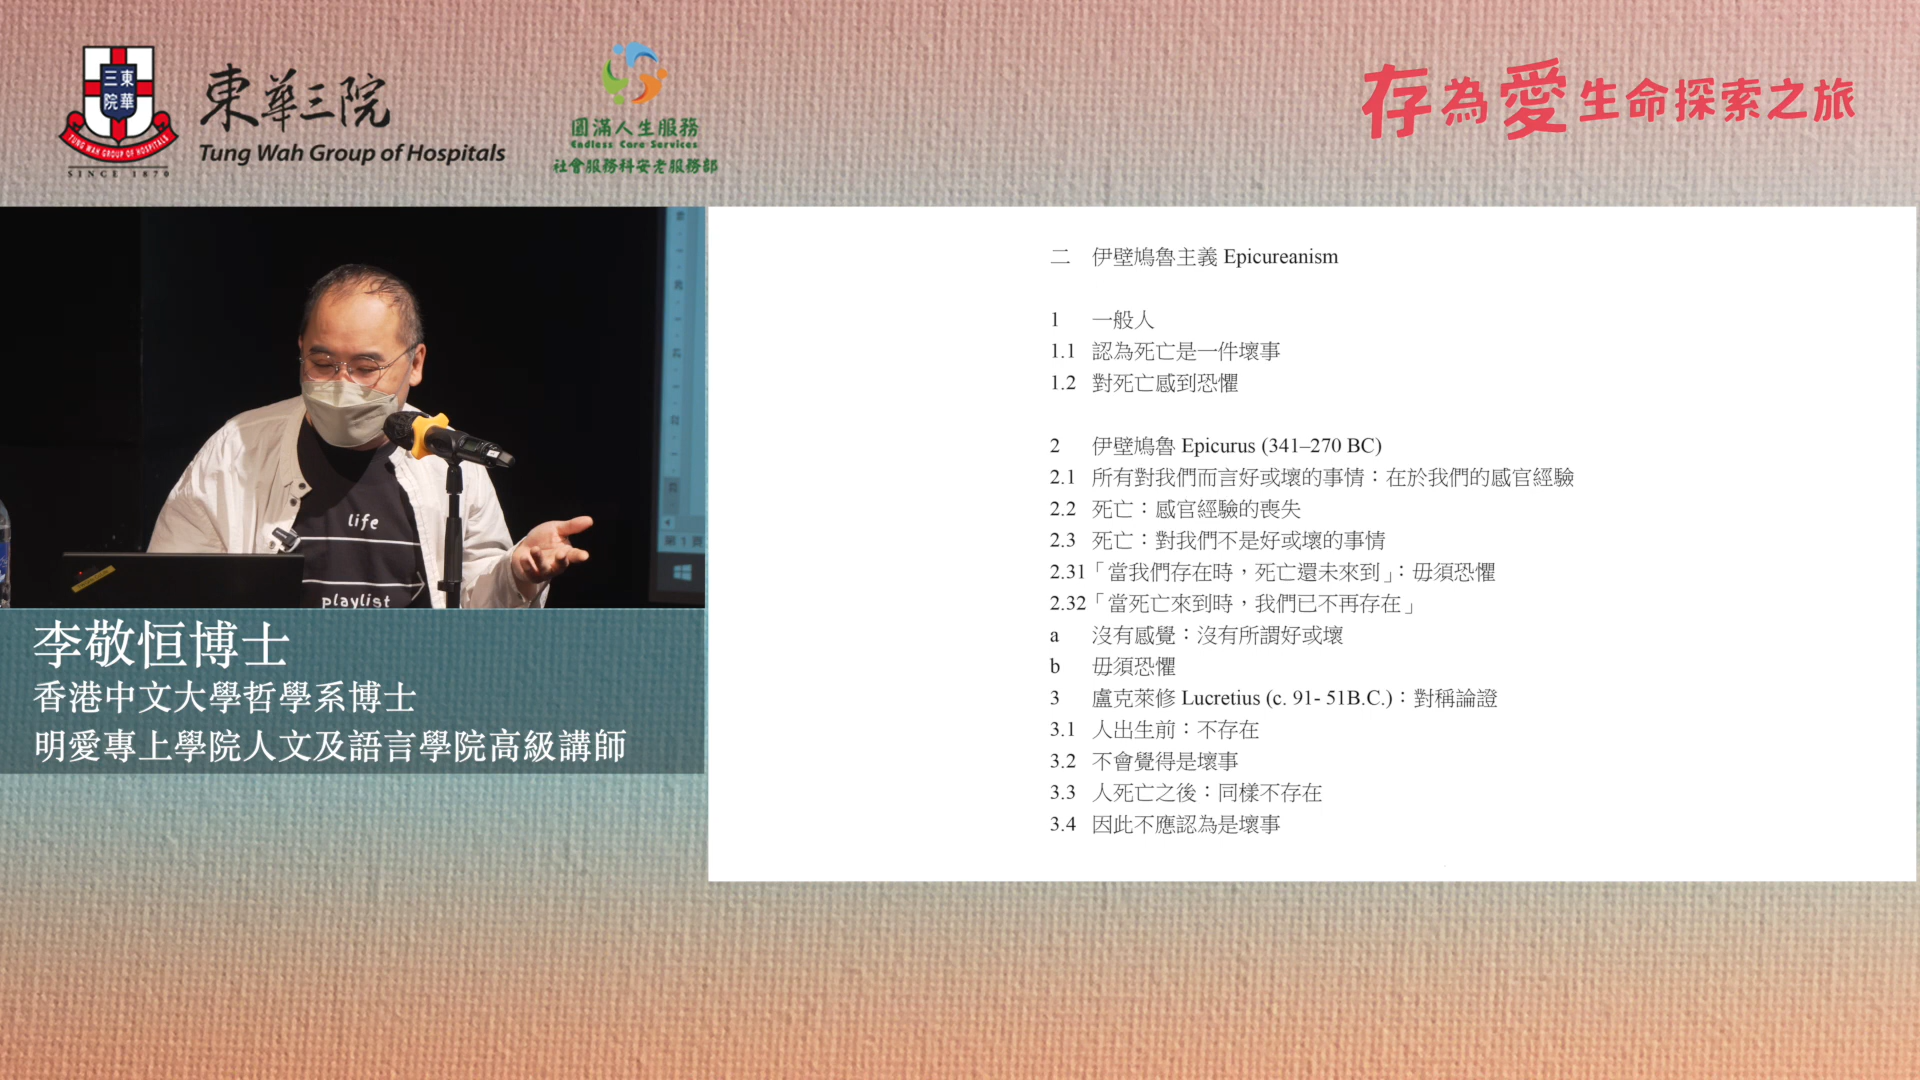 三東
院華
TUNG WAH GROUP OF HOSPITALS
SINCE 1870
東華三院
Tung Wah Group of Hospitals
圓滿人生服務
Endless Care Services
社會服務科安老服務部
存為愛生命探索之旅
life
playlist
第1頁
李敬恒博士
香港中文大學哲學系博士
明愛專上學院人文及語言學院高級講師
二 伊壁鳩魯主義 Epicureanism
1 一般人
1.1 認為死亡是一件壞事
1.2 對死亡感到恐懼
2 伊壁鳩魯 Epicurus (341–270 BC)
2.1 所有對我們而言好或壞的事情：在於我們的感官經驗
2.2 死亡：感官經驗的喪失
2.3 死亡：對我們不是好或壞的事情
2.31「當我們存在時，死亡還未來到」：毋須恐懼
2.32「當死亡來到時，我們已不再存在」
a 沒有感覺：沒有所謂好或壞
b 毋須恐懼
3 盧克萊修 Lucretius (c. 91- 51B.C.)：對稱論證
3.1 人出生前：不存在
3.2 不會覺得是壞事
3.3 人死亡之後：同樣不存在
3.4 因此不應認為是壞事